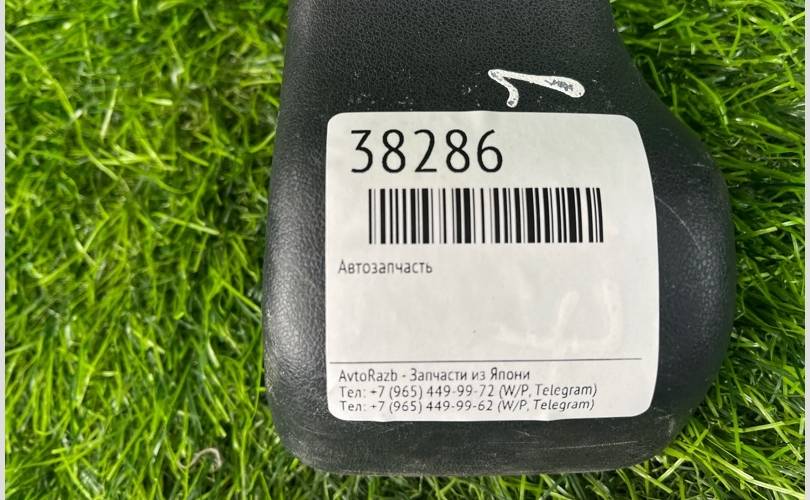 38286
Автозапчасть
AvtoRazb - Запчасти из Япони
Тел: +7 (965) 449-99-72 (W/P, Telegram)
Тел: +7 (965) 449-99-62 (W/P, Telegram)